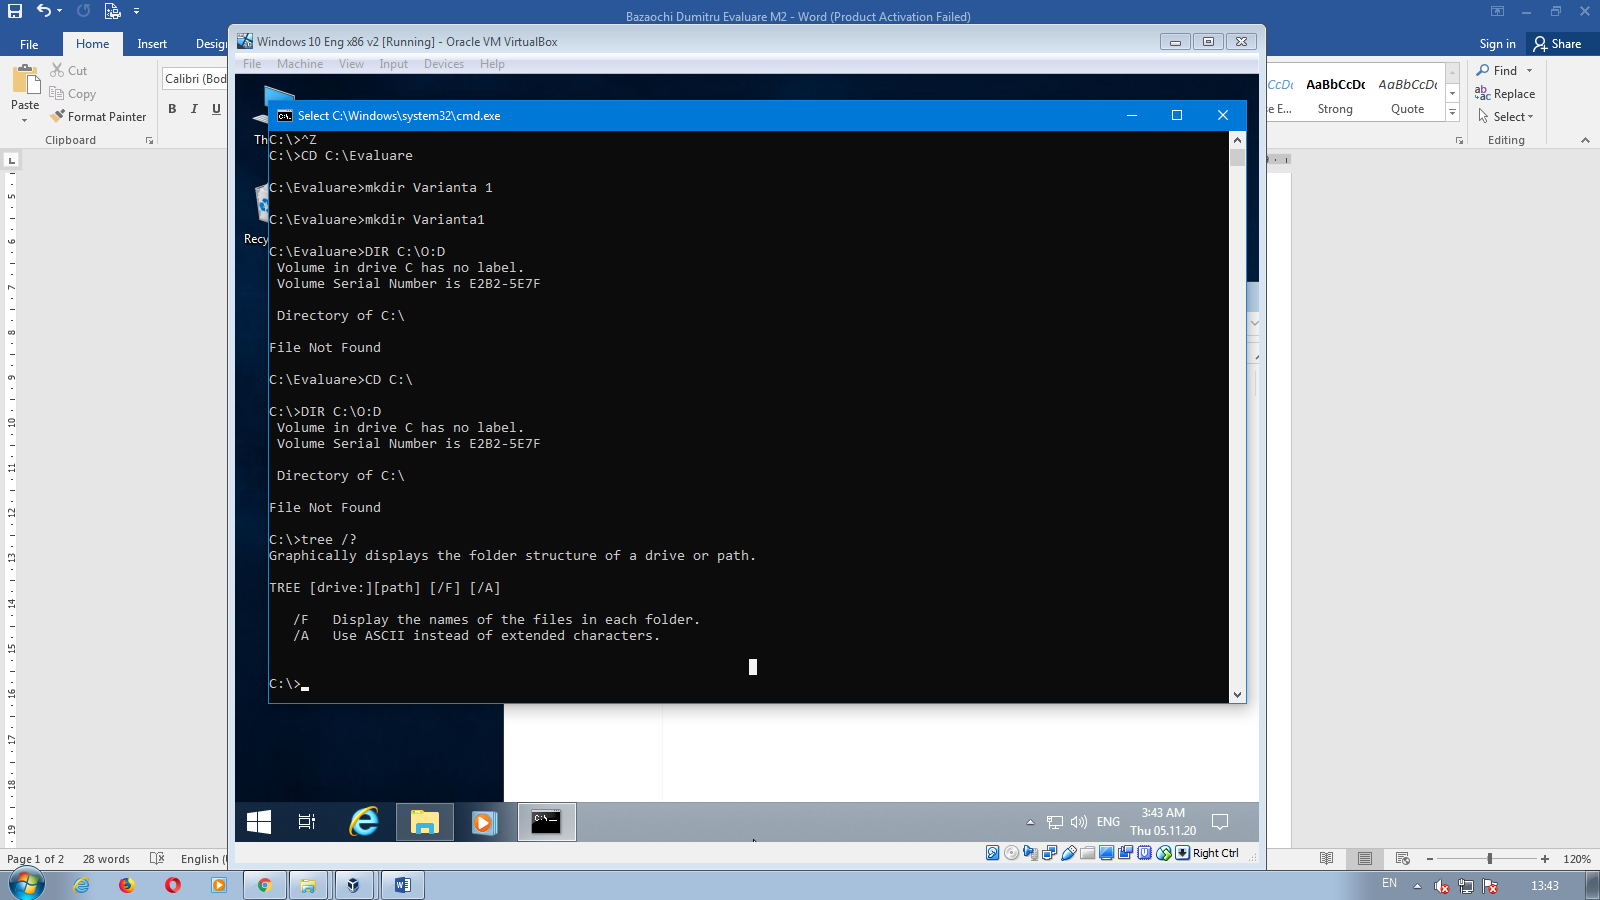 Bazaochi Dumitru Evaluare M2 - Word (Product Activation Failed)
File Home Insert Sign in Share
Windows 10 Eng x86 v2 [Running] - Oracle VM VirtualBox
File Machine View Input Devices Help
Cut
Copy
Format Painter
Paste
Clipboard
Calibri (Bod
B I U
AaBbCcDc AaBbCcDc
Strong Quote
Find
Replace
Select
Editing
Select C:\Windows\system32\cmd.exe
C:\>^Z
C:\>CD C:\Evaluare
C:\Evaluare>mkdir Varianta 1
C:\Evaluare>mkdir Varianta1
C:\Evaluare>DIR C:\O:D
Volume in drive C has no label.
Volume Serial Number is E2B2-5E7F
Directory of C:\
File Not Found
C:\Evaluare>CD C:\
C:\>DIR C:\O:D
Volume in drive C has no label.
Volume Serial Number is E2B2-5E7F
Directory of C:\
File Not Found
C:\>tree /?
Graphically displays the folder structure of a drive or path.
TREE [drive:][path] [/F] [/A]
/F Display the names of the files in each folder.
/A Use ASCII instead of extended characters.
C:\>
ENG
3:43 AM
Thu 05.11.20
Right Ctrl
Page 1 of 2 28 words English (
120%
EN 13:43